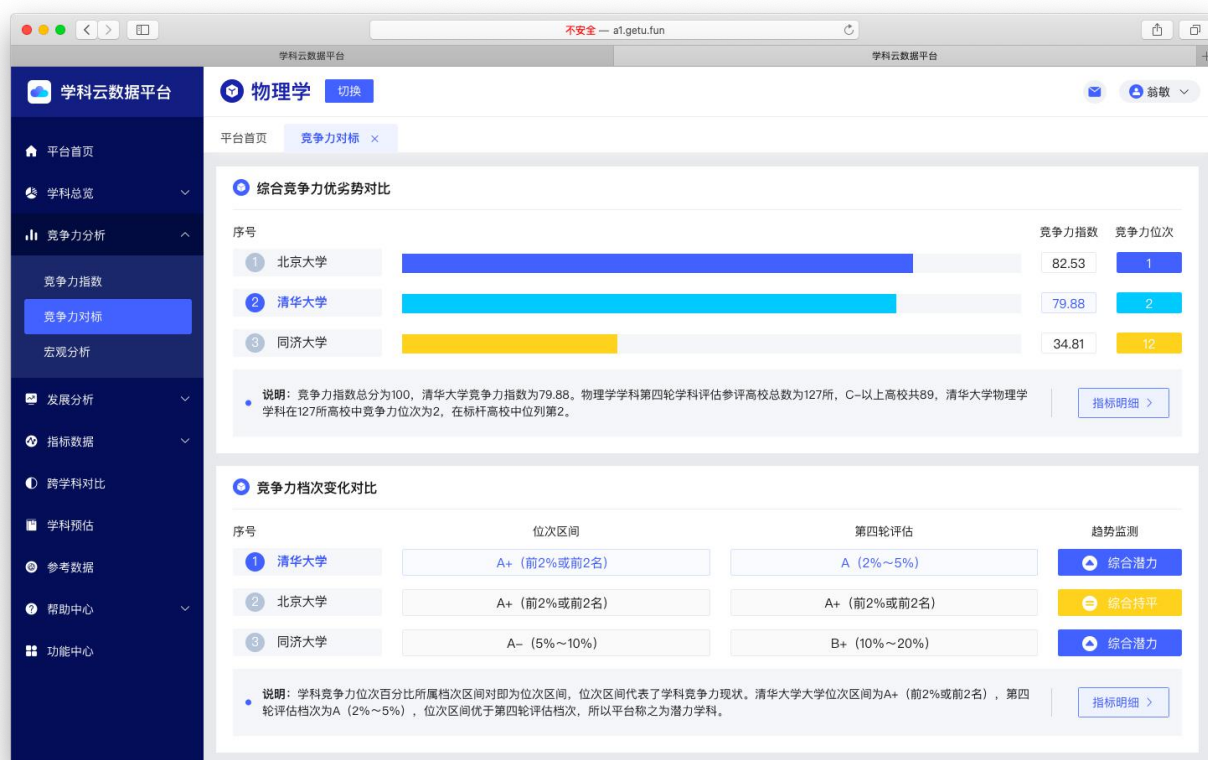 不安全 — a1.getu.fun
学科云数据平台
学科云数据平台
学科云数据平台
物理学
切换
翁敏
平台首页
竞争力对标 ×
平台首页
学科总览
竞争力分析
竞争力指数
竞争力对标
宏观分析
发展分析
指标数据
跨学科对比
学科预估
参考数据
帮助中心
功能中心
综合竞争力优劣势对比
序号 竞争力指数 竞争力位次
1 北京大学 82.53 1
2 清华大学 79.88 2
3 同济大学 34.81 12
说明：竞争力指数总分为100，清华大学竞争力指数为79.88。物理学学科第四轮学科评估参评高校总数为127所，C-以上高校共89，清华大学物理学
学科在127所高校中竞争力位次为2，在标杆高校中位列第2。
指标明细 >
竞争力档次变化对比
序号 位次区间 第四轮评估 趋势监测
1 清华大学 A+（前2%或前2名） A（2%～5%） 综合潜力
2 北京大学 A+（前2%或前2名） A+（前2%或前2名） 综合持平
3 同济大学 A-（5%～10%） B+（10%～20%） 综合潜力
说明：学科竞争力位次百分比所属档次区间对即为位次区间，位次区间代表了学科竞争力现状。清华大学大学位次区间为A+（前2%或前2名），第四
轮评估档次为A（2%～5%），位次区间优于第四轮评估档次，所以平台称之为潜力学科。
指标明细 >